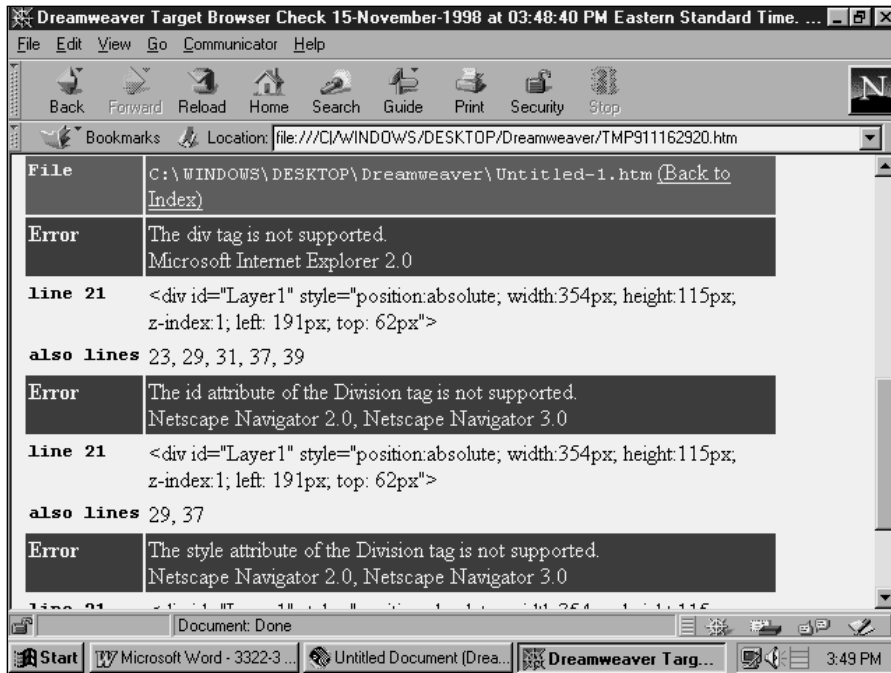 Dreamweaver Target Browser Check 15-November-1998 at 03:48:40 PM Eastern Standard Time. ...
File Edit View Go Communicator Help
Back Forward Reload Home Search Guide Print Security Stop
N
Bookmarks Location: file:///C|/WINDOWS/DESKTOP/Dreamweaver/TMP911162920.htm
File C:\WINDOWS\DESKTOP\Dreamweaver\Untitled-1.htm (Back to
Index)
Error The div tag is not supported.
Microsoft Internet Explorer 2.0
line 21 <div id="Layer1" style="position:absolute; width:354px; height:115px;
z-index:1; left: 191px; top: 62px">
also lines 23, 29, 31, 37, 39
Error The id attribute of the Division tag is not supported.
Netscape Navigator 2.0, Netscape Navigator 3.0
line 21 <div id="Layer1" style="position:absolute; width:354px; height:115px;
z-index:1; left: 191px; top: 62px">
also lines 29, 37
Error The style attribute of the Division tag is not supported.
Netscape Navigator 2.0, Netscape Navigator 3.0
line 21
Document: Done
Start Microsoft Word - 3322-3 ... Untitled Document (Drea... Dreamweaver Targ... 3:49 PM